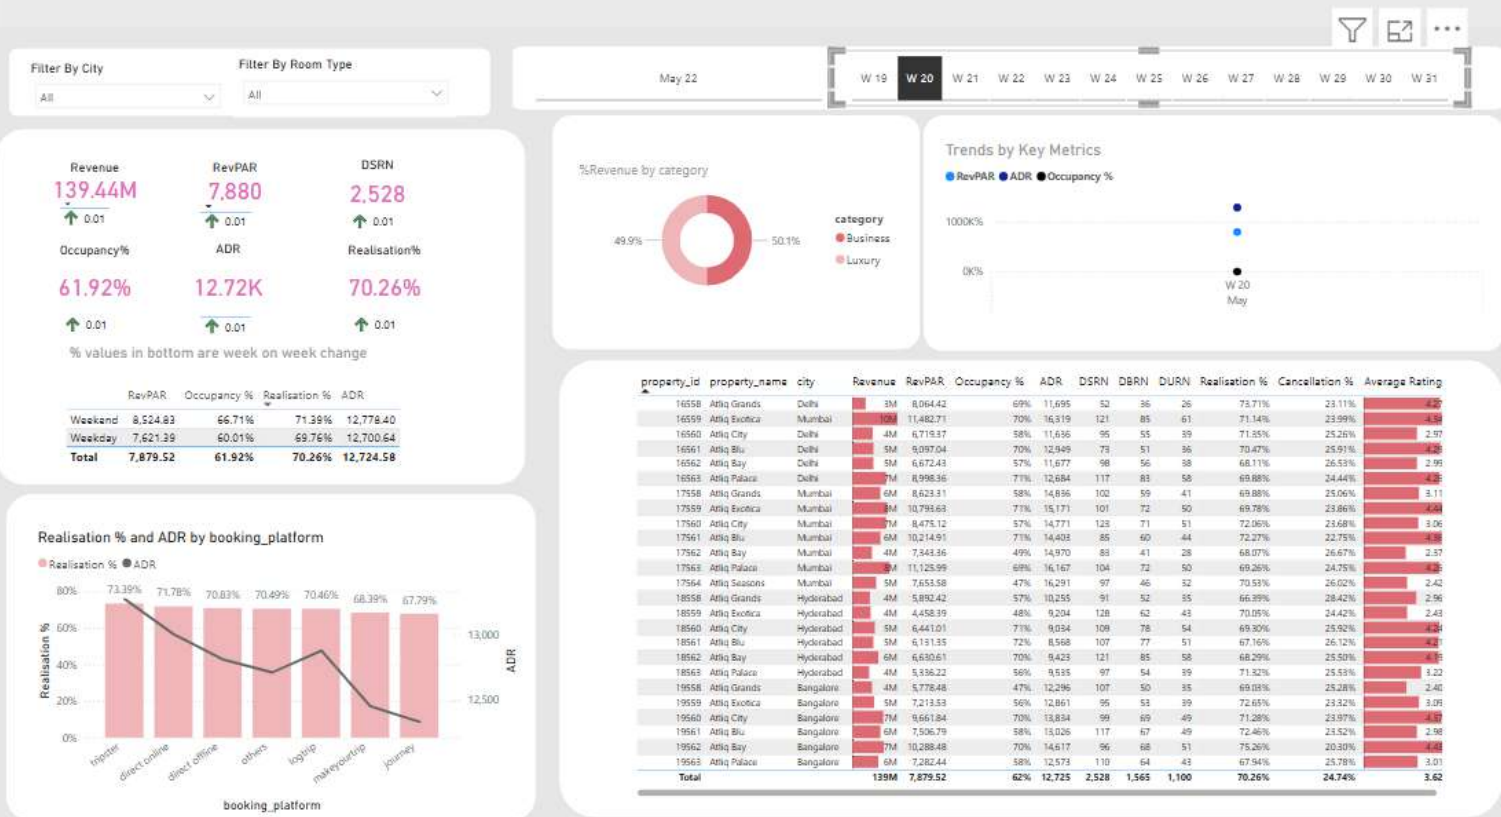 Filter By City
All
Filter By Room Type
All
May 22
W 19 W 20 W 21 W 22 W 23 W 24 W 25 W 26 W 27 W 28 W 29 W 30 W 31
Revenue RevPAR DSRN
139.44M 7,880 2,528
0.01 0.01 0.01
Occupancy% ADR Realisation%
61.92% 12.72K 70.26%
0.01 0.01 0.01
% values in bottom are week on week change
RevPAR Occupancy % Realisation % ADR
Weekend 8,524.83 66.71% 71.39% 12,778.40
Weekday 7,621.39 60.01% 69.76% 12,700.64
Total 7,879.52 61.92% 70.26% 12,724.58
%Revenue by category
49.9% 50.1%
category
Business
Luxury
Trends by Key Metrics
RevPAR ADR Occupancy %
1000K%
0K%
W 20
May
Realisation % and ADR by booking_platform
Realisation % ADR
80%
60%
40%
20%
0%
Realisation %
73.39% 71.78% 70.83% 70.49% 70.46% 68.39% 67.79%
13,000
12,500
ADR
tripster direct online direct offline others logtrip makeyourtrip journey
booking_platform
property_id property_name city Revenue RevPAR Occupancy % ADR DSRN DBRN DURN Realisation % Cancellation % Average Rating
16558 Atliq Grands Delhi 3M 8,064.42 69% 11,695 52 36 26 73.71% 23.11% 4.27
16559 Atliq Exotica Mumbai 10M 11,482.71 70% 16,319 121 85 61 71.14% 23.99% 4.34
16560 Atliq City Delhi 4M 6,719.37 58% 11,636 95 55 39 71.35% 25.26% 2.97
16561 Atliq Blu Delhi 5M 9,097.04 70% 12,949 73 51 36 70.47% 25.91%
16562 Atliq Bay Delhi 5M 6,672.43 57% 11,677 98 56 38 68.11% 26.53% 2.99
16563 Atliq Palace Delhi 7M 8,998.36 71% 12,684 117 83 58 69.88% 24.44%
17558 Atliq Grands Mumbai 6M 8,623.31 58% 14,836 102 59 41 69.88% 25.06% 3.11
17559 Atliq Exotica Mumbai 8M 10,793.63 71% 15,171 101 72 50 69.78% 23.86% 4.44
17560 Atliq City Mumbai 7M 8,475.12 57% 14,771 123 71 51 72.06% 23.68% 3.06
17561 Atliq Blu Mumbai 6M 10,214.91 71% 14,403 85 60 44 72.27% 22.75%
17562 Atliq Bay Mumbai 4M 7,343.36 49% 14,970 83 41 28 68.07% 26.67% 2.37
17563 Atliq Palace Mumbai 8M 11,125.99 69% 16,167 104 72 50 69.26% 24.75%
17564 Atliq Seasons Mumbai 5M 7,653.58 47% 16,291 97 46 32 70.53% 26.02% 2.42
18558 Atliq Grands Hyderabad 4M 5,892.42 57% 10,255 91 52 35 66.39% 28.42% 2.96
18559 Atliq Exotica Hyderabad 4M 4,458.39 48% 9,204 128 62 43 70.05% 24.42% 2.43
18560 Atliq City Hyderabad 5M 6,441.01 71% 9,034 109 78 54 69.30% 25.92% 4.24
18561 Atliq Blu Hyderabad 5M 6,131.35 72% 8,568 107 77 51 67.16% 26.12% 4.21
18562 Atliq Bay Hyderabad 6M 6,630.61 70% 9,423 121 85 58 68.29% 25.50% 4.19
18563 Atliq Palace Hyderabad 4M 5,336.22 56% 9,535 97 54 39 71.32% 25.53% 3.22
19558 Atliq Grands Bangalore 4M 5,778.48 47% 12,296 107 50 35 69.03% 25.28% 2.40
19559 Atliq Exotica Bangalore 5M 7,213.53 56% 12,861 95 53 39 72.65% 23.32% 3.09
19560 Atliq City Bangalore 7M 9,661.84 70% 13,834 99 69 49 71.28% 23.97% 4.37
19561 Atliq Blu Bangalore 6M 7,506.79 58% 13,026 117 67 49 72.46% 23.52% 2.98
19562 Atliq Bay Bangalore 7M 10,288.48 70% 14,617 96 68 51 75.26% 20.30% 4.43
19563 Atliq Palace Bangalore 6M 7,282.44 58% 12,573 110 64 43 67.94% 25.78% 3.01
Total 139M 7,879.52 62% 12,725 2,528 1,565 1,100 70.26% 24.74% 3.62